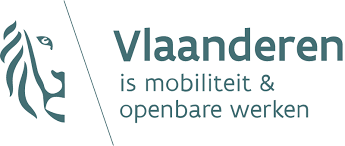 Vlaanderen
is mobiliteit &
openbare werken